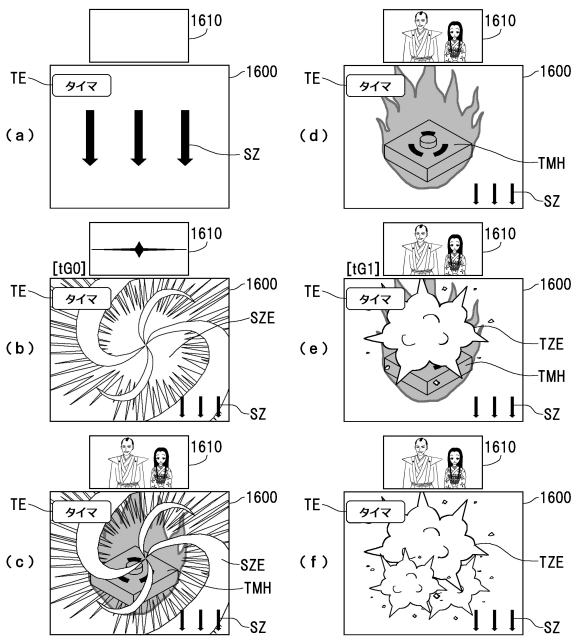 1610
TE
タイマ
1600
(a)
SZ
1610
[tG0]
TE
タイマ
1600
SZE
(b)
SZ
1610
TE
タイマ
1600
SZE
(c)
TMH
SZ
1610
TE
タイマ
1600
(d)
TMH
SZ
1610
[tG1]
TE
タイマ
1600
TZE
(e)
TMH
SZ
1610
TE
タイマ
1600
TZE
(f)
SZ